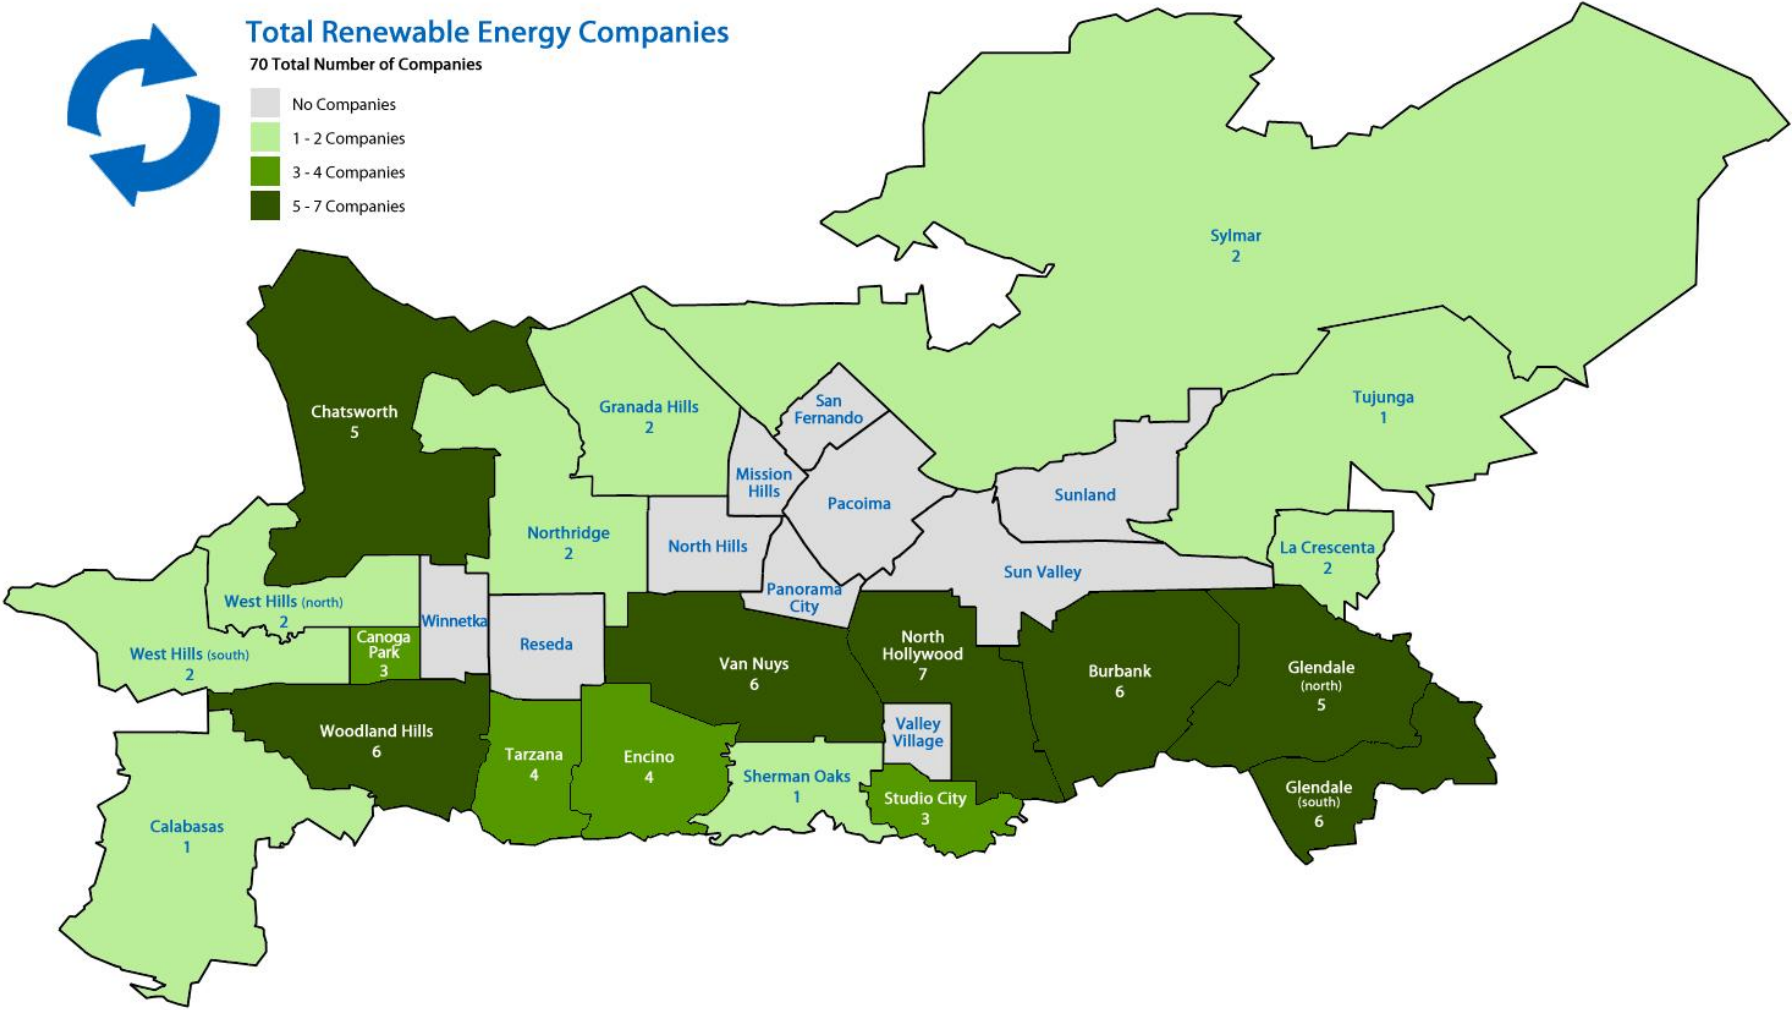 Total Renewable Energy Companies
70 Total Number of Companies
No Companies
1 - 2 Companies
3 - 4 Companies
5 - 7 Companies
Sylmar
2
Chatsworth
5
Granada Hills
2
San
Fernando
Tujunga
1
Mission
Hills
Pacoima
Sunland
Northridge
2
North Hills
La Crescenta
2
Sun Valley
Panorama
City
West Hills (north)
2
Winnetka
Canoga
Park
3
Reseda
West Hills (south)
2
Van Nuys
6
North
Hollywood
7
Burbank
6
Glendale
(north)
5
Woodland Hills
6
Valley
Village
Tarzana
4
Encino
4
Sherman Oaks
1
Studio City
3
Glendale
(south)
6
Calabasas
1